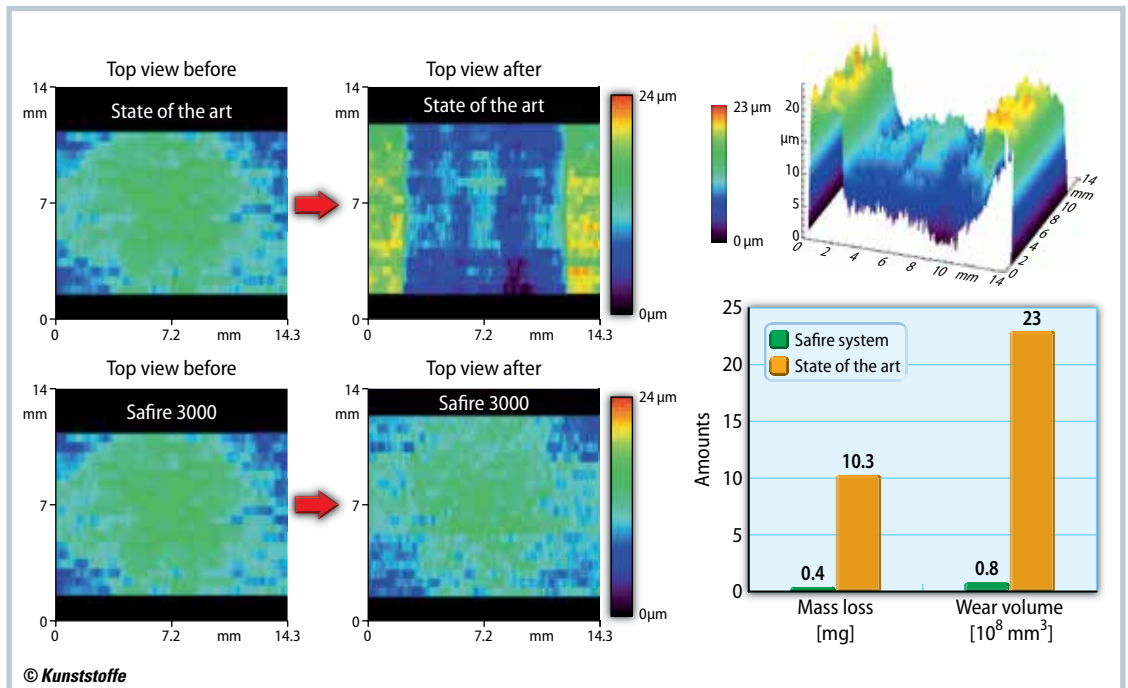 Top view before
14
mm
State of the art
7
0
0 7.2 mm 14.3
Top view after
14
mm
State of the art
7
0
0 7.2 mm 14.3
24 µm
0µm
Top view before
14
mm
Safire 3000
7
0
0 7.2 mm 14.3
Top view after
14
mm
Safire 3000
7
0
0 7.2 mm 14.3
24 µm
0µm
23 µm
0 µm
20
µm
15
10
5
0
0 2 4 6 8 10 mm 14
0
2
4
6
8
10
mm
14
25
20
15
10
5
0
Amounts
Safire system
State of the art
0.4
10.3
0.8
23
Mass loss
[mg]
Wear volume
[10⁸ mm³]
© Kunststoffe